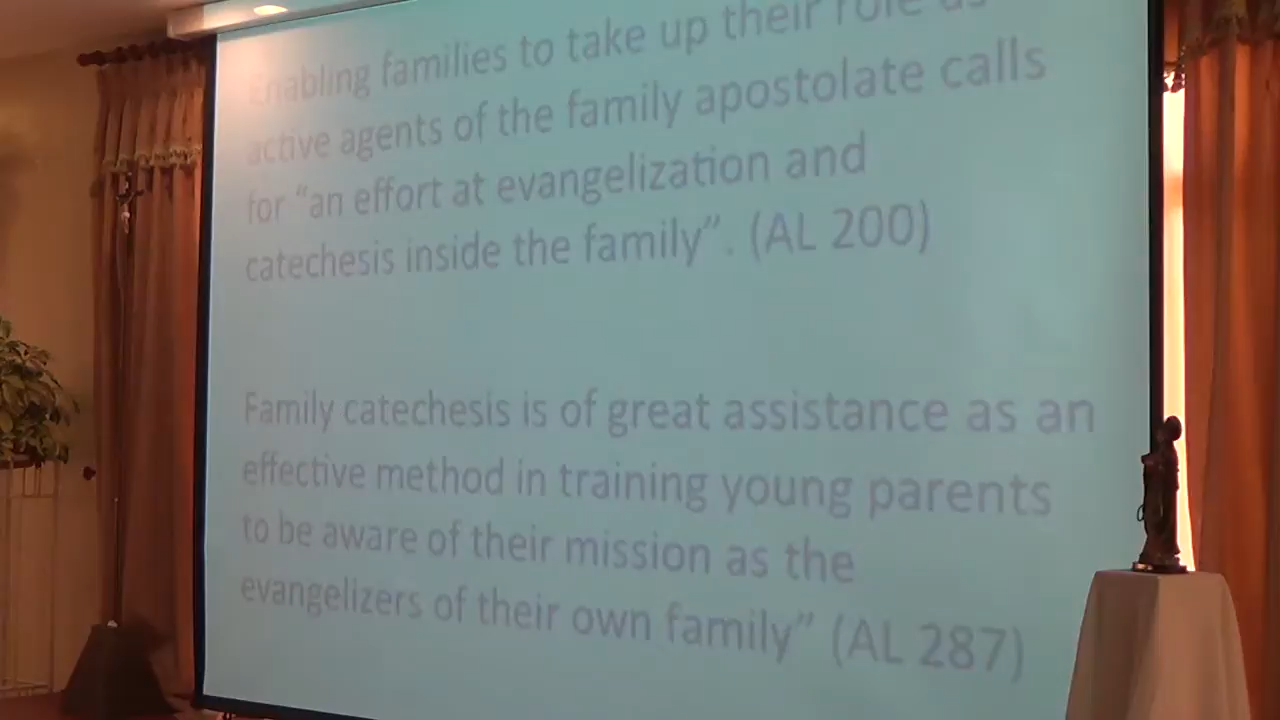 Enabling families to take up their role as
active agents of the family apostolate calls
for “an effort at evangelization and
catechesis inside the family”. (AL 200)
Family catechesis is of great assistance as an
effective method in training young parents
to be aware of their mission as the
evangelizers of their own family” (AL 287)